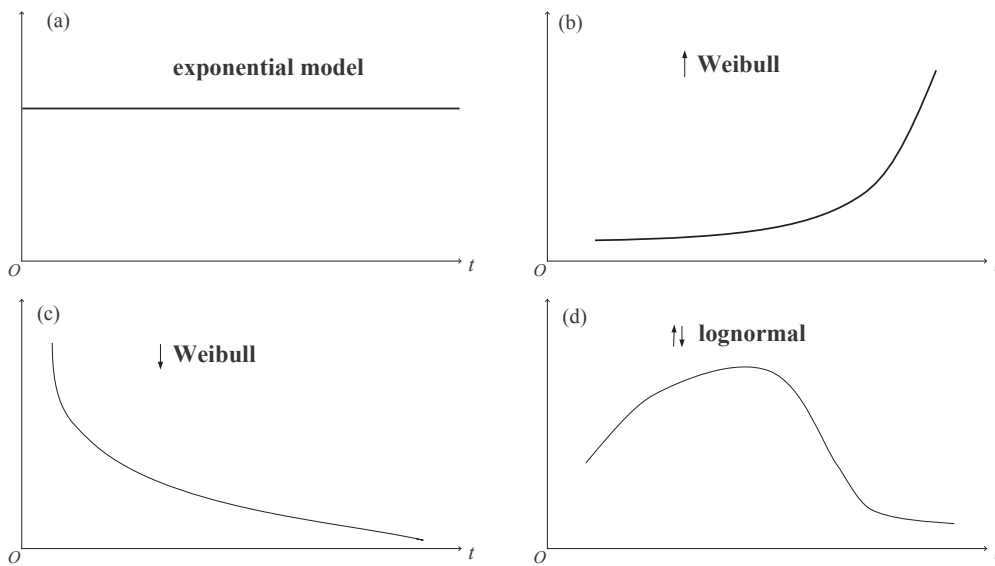 (a)
exponential model
O
t
(b)
↑ Weibull
O
(c)
↓ Weibull
O
t
(d)
↑↓ lognormal
O